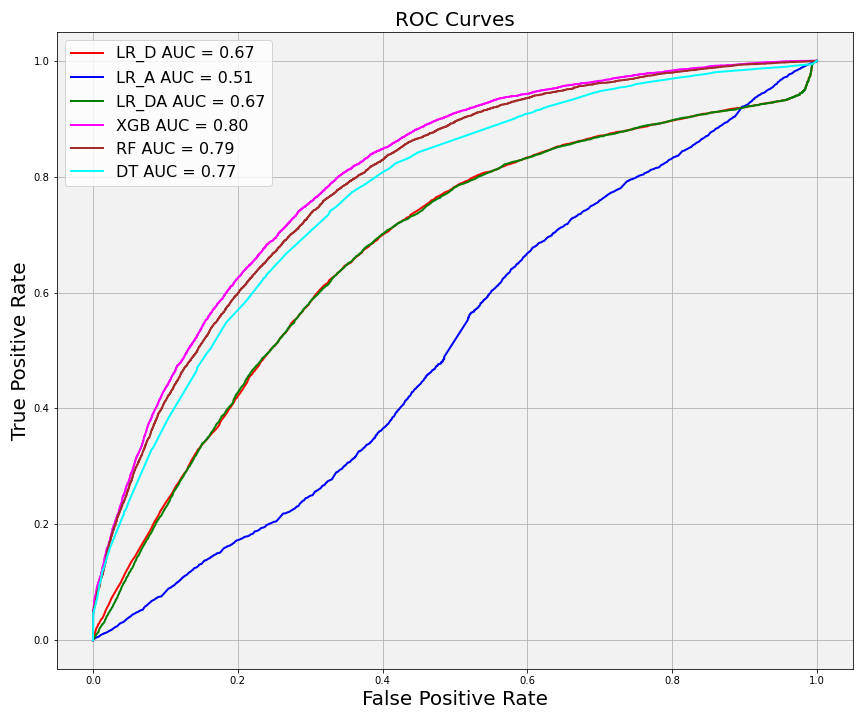 ROC Curves
LR_D AUC = 0.67
LR_A AUC = 0.51
LR_DA AUC = 0.67
XGB AUC = 0.80
RF AUC = 0.79
DT AUC = 0.77
True Positive Rate
1.0
0.8
0.6
0.4
0.2
0.0
0.0 0.2 0.4 0.6 0.8 1.0
False Positive Rate